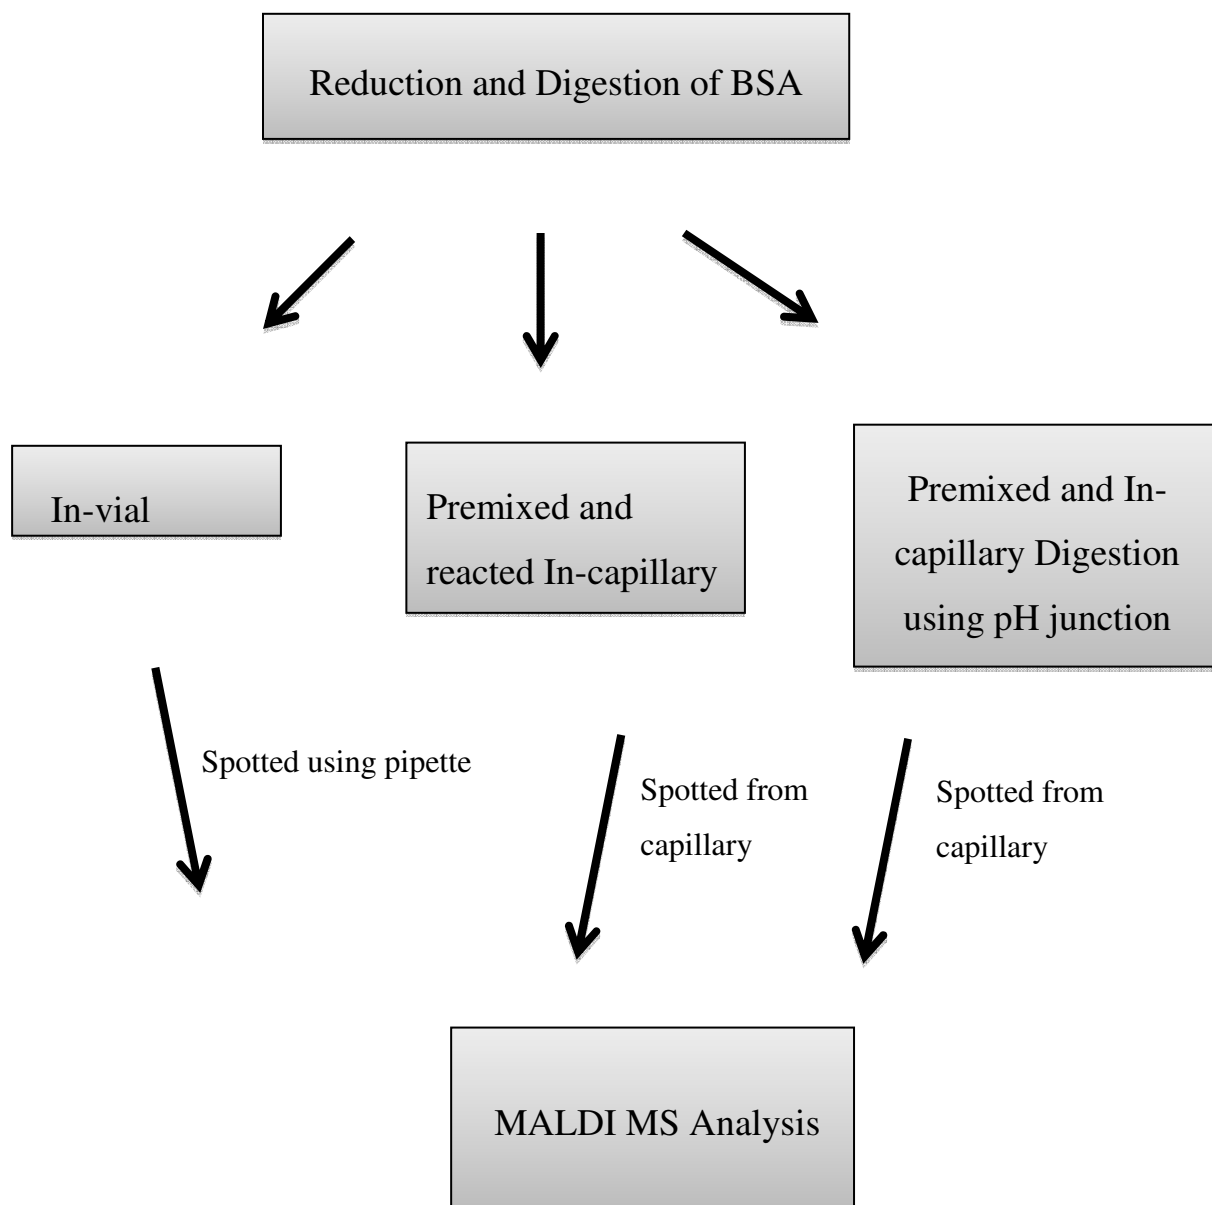 Reduction and Digestion of BSA
In-vial
Premixed and
reacted In-capillary
Premixed and In-
capillary Digestion
using pH junction
Spotted using pipette
Spotted from
capillary
Spotted from
capillary
MALDI MS Analysis